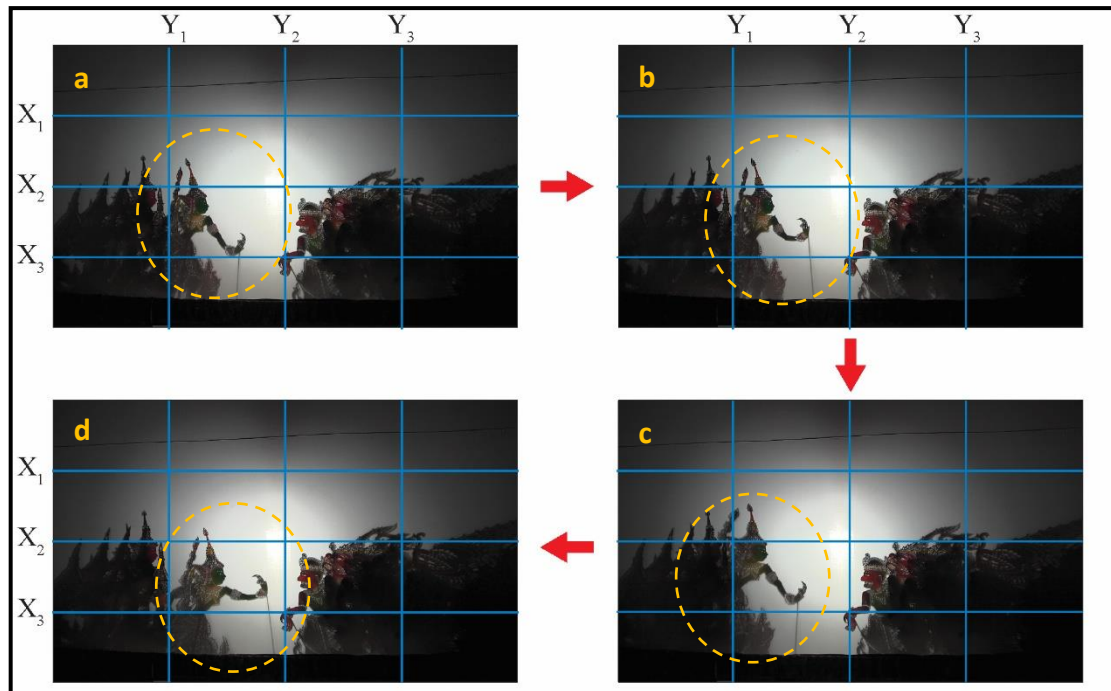 Y₁ Y₂ Y₃ Y₁ Y₂ Y₃
a b
X₁
X₂
X₃
d c
X₁
X₂
X₃